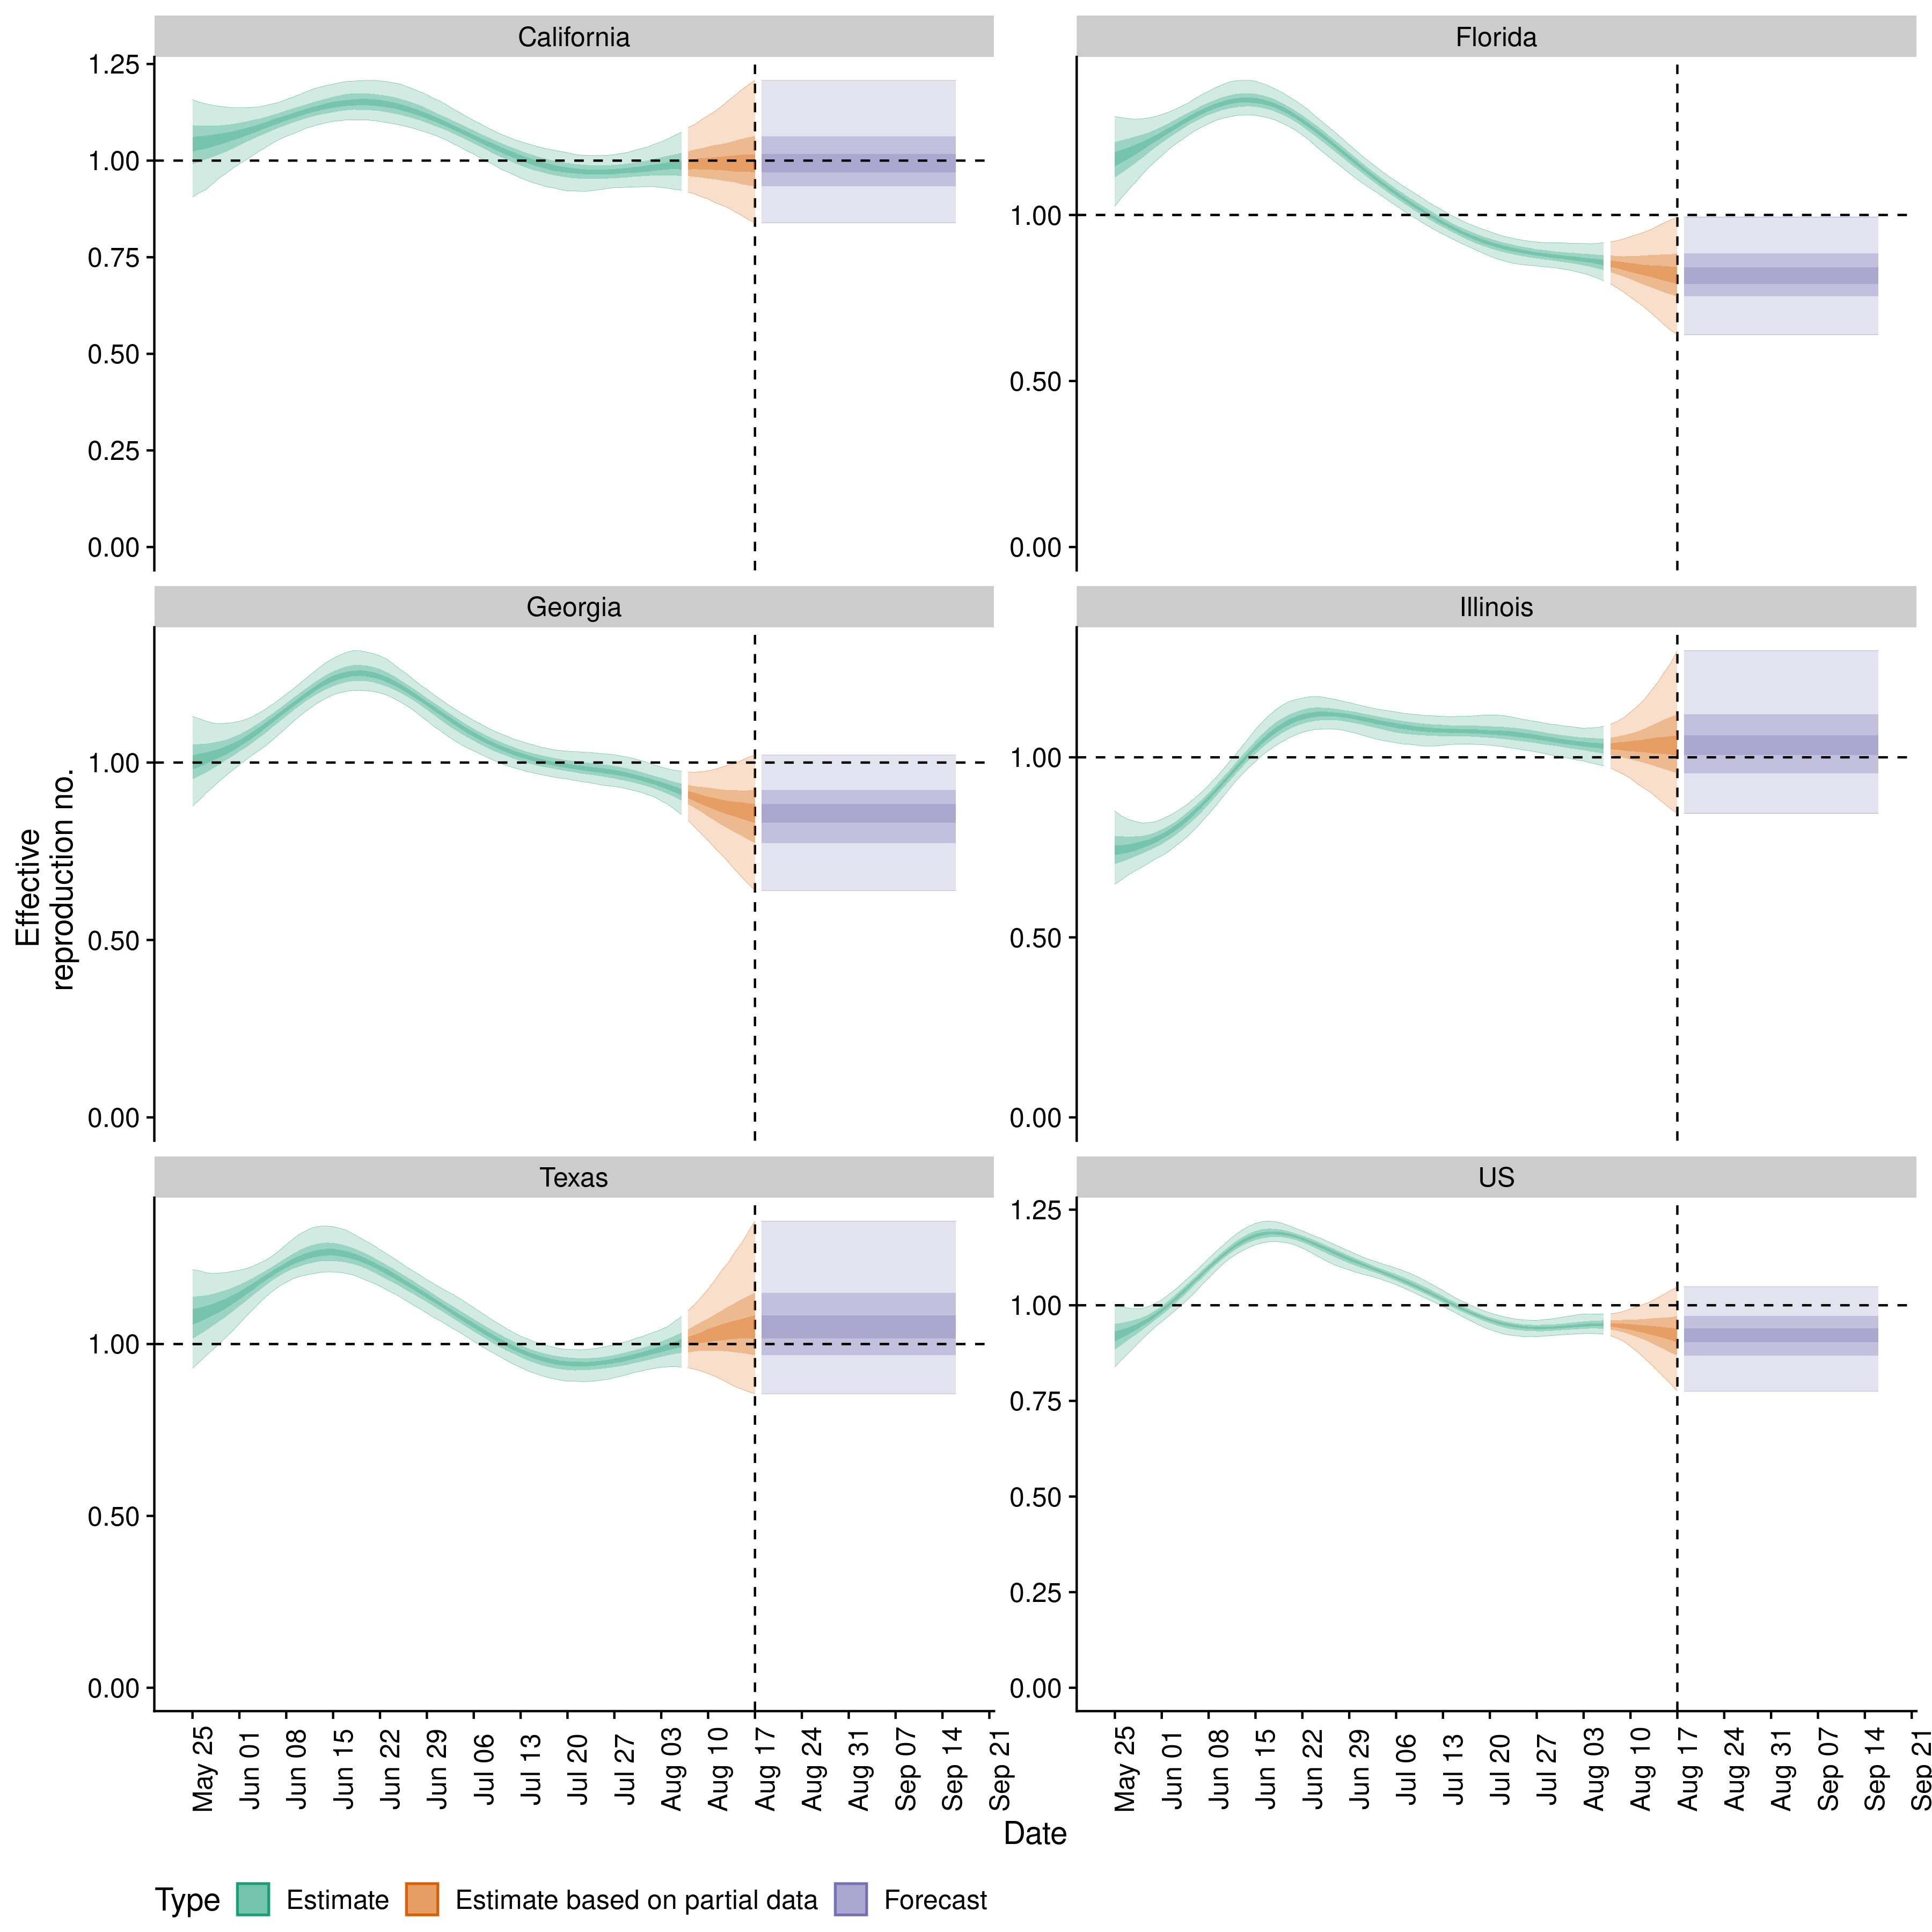 California
Florida
1.25
1.00
0.75
0.50
0.25
0.00
1.00
0.50
0.00
Georgia
Illinois
1.00
0.50
0.00
1.00
0.50
0.00
Effective
reproduction no.
Texas
US
1.00
0.50
0.00
1.25
1.00
0.75
0.50
0.25
0.00
May 25
Jun 01
Jun 08
Jun 15
Jun 22
Jun 29
Jul 06
Jul 13
Jul 20
Jul 27
Aug 03
Aug 10
Aug 17
Aug 24
Aug 31
Sep 07
Sep 14
Sep 21
May 25
Jun 01
Jun 08
Jun 15
Jun 22
Jun 29
Jul 06
Jul 13
Jul 20
Jul 27
Aug 03
Aug 10
Aug 17
Aug 24
Aug 31
Sep 07
Sep 14
Sep 21
Date
Type Estimate Estimate based on partial data Forecast